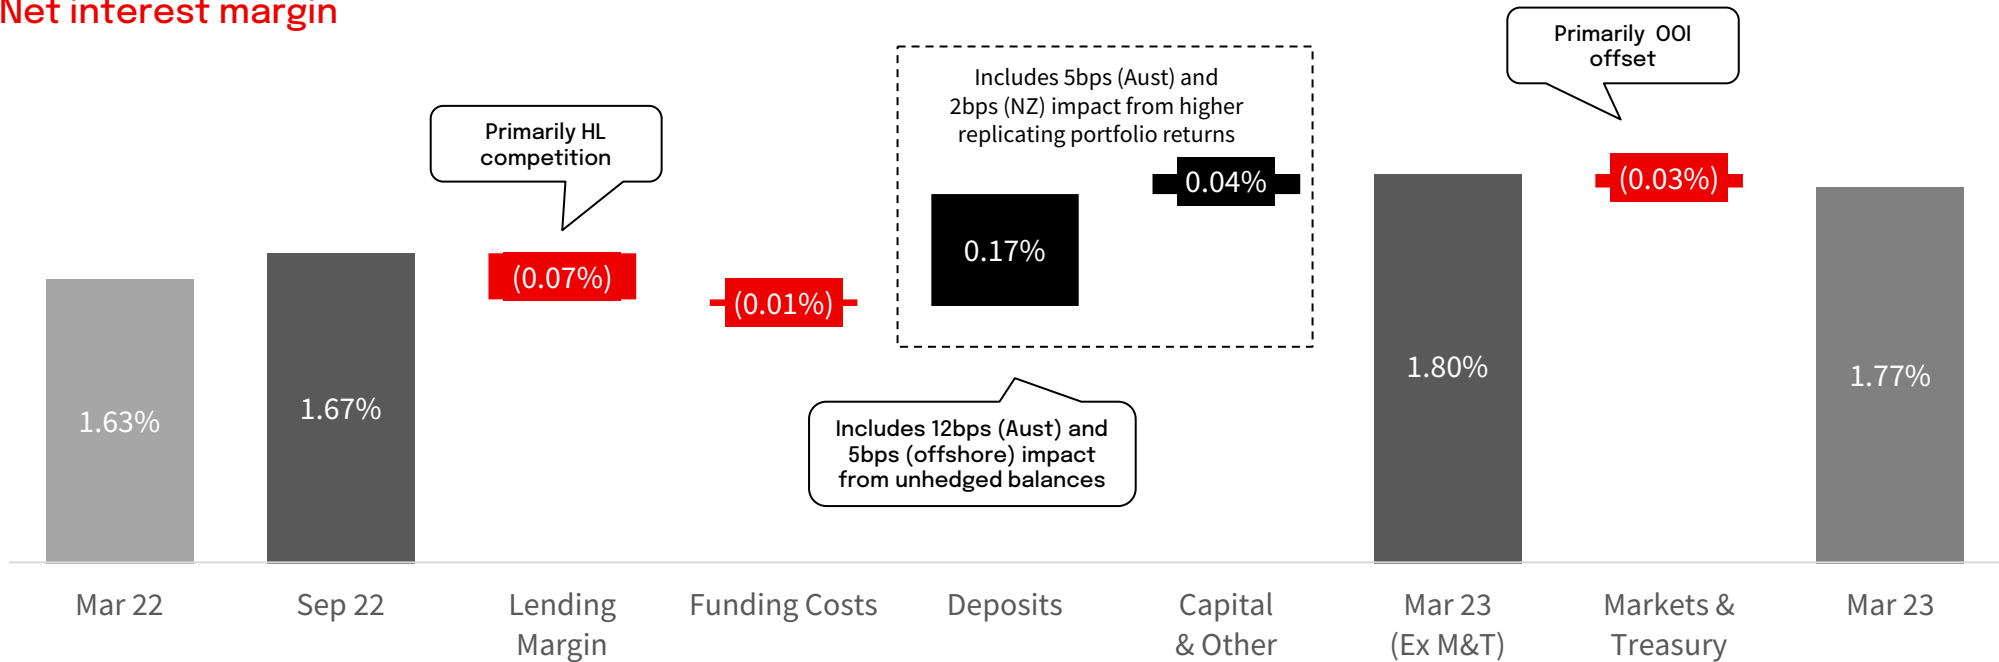 Net interest margin
Primarily OOI
offset
Includes 5bps (Aust) and
2bps (NZ) impact from higher
replicating portfolio returns
Primarily HL
competition
0.04%
(0.03%)
0.17%
(0.07%)
(0.01%)
1.80%
1.77%
1.63%
1.67%
Includes 12bps (Aust) and
5bps (offshore) impact
from unhedged balances
Mar 22
Sep 22
Lending
Margin
Funding Costs
Deposits
Capital
& Other
Mar 23
(Ex M&T)
Markets &
Treasury
Mar 23